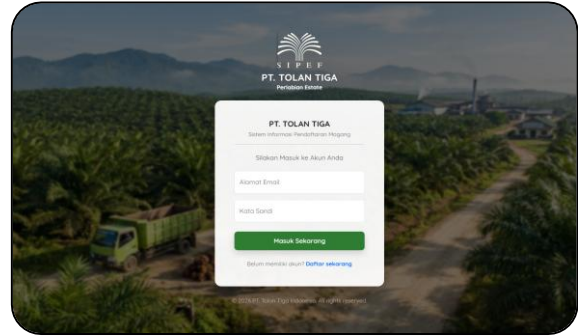 SIPEF
PT. TOLAN TIGA
Perlabian Estate
PT. TOLAN TIGA
Sistem Informasi Pendaftaran Magang
Silakan Masuk ke Akun Anda
Alamat Email
Kata Sandi
Masuk Sekarang
Belum memiliki akun? Daftar sekarang.
PT. Tolan Tiga Indonesia. All rights reserved.